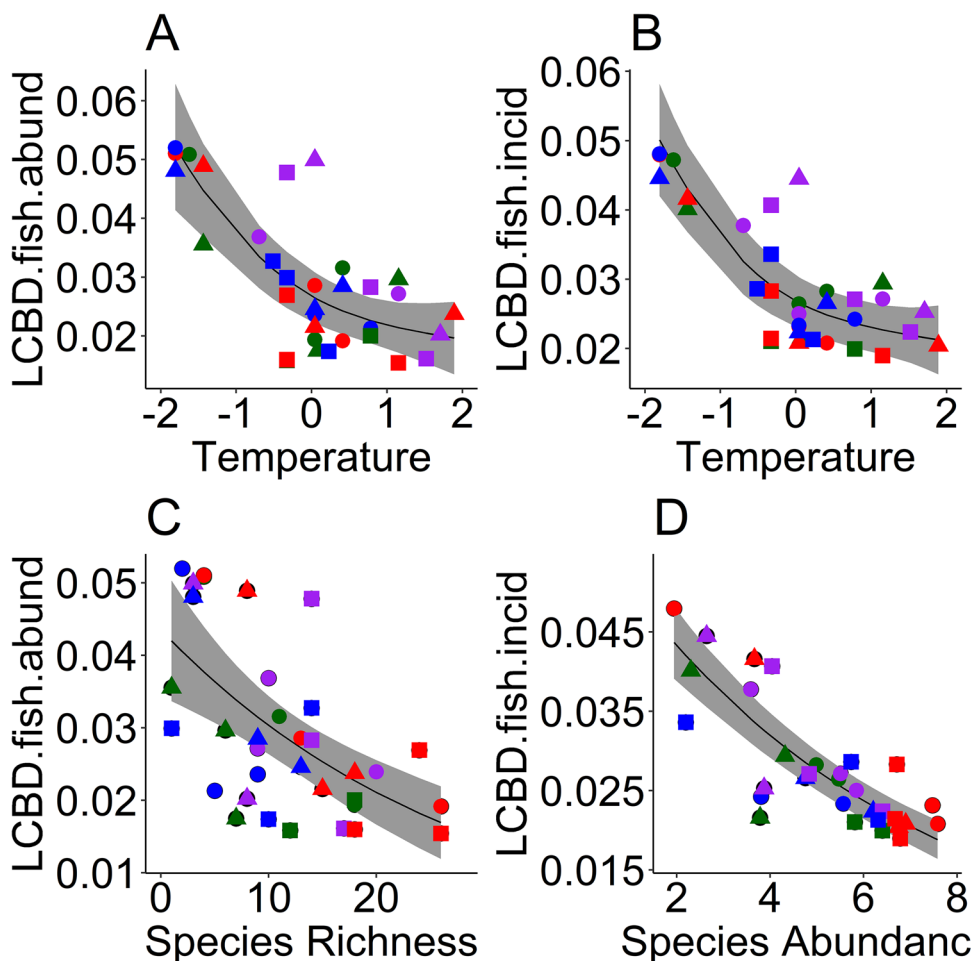 A
LCBD.fish.abund
0.06
0.05
0.04
0.03
0.02
-2 -1 0 1 2
Temperature
B
LCBD.fish.incid
0.06
0.05
0.04
0.03
0.02
-2 -1 0 1 2
Temperature
C
LCBD.fish.abund
0.05
0.04
0.03
0.02
0.01
0 10 20
Species Richness
D
LCBD.fish.incid
0.045
0.035
0.025
0.015
2 4 6 8
Species Abundanc